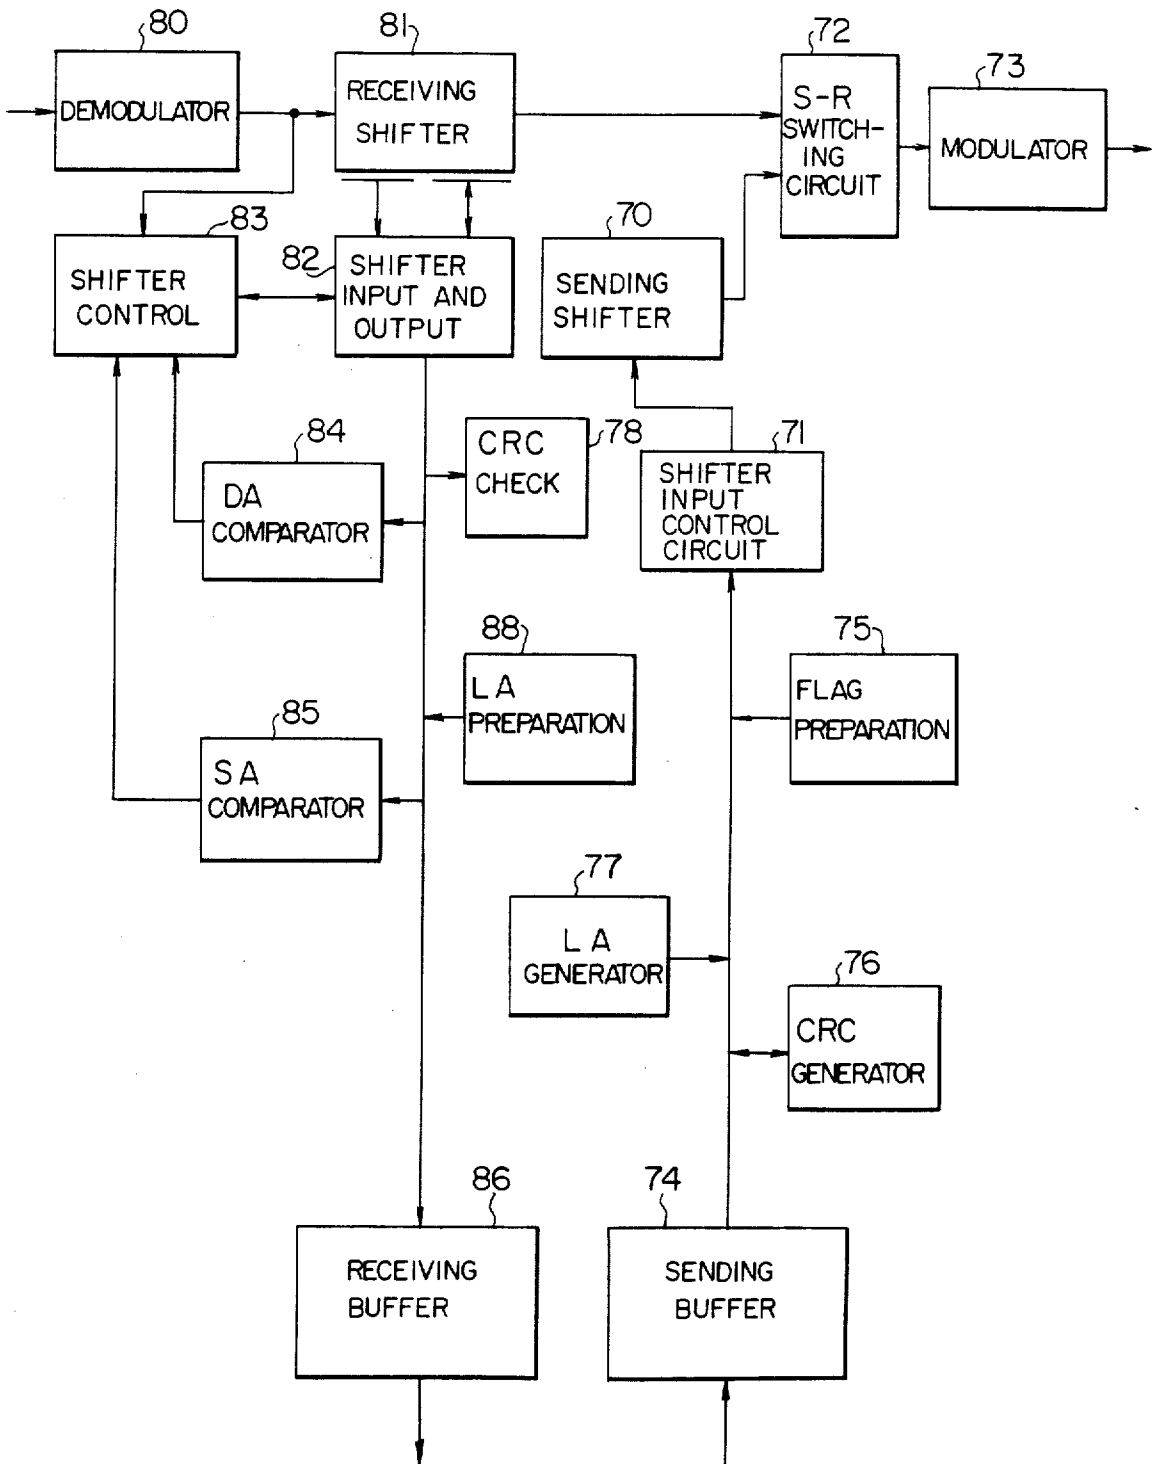 80
DEMODULATOR
81
RECEIVING
SHIFTER
72
S-R
SWITCH-
ING
CIRCUIT
73
MODULATOR
83
SHIFTER
CONTROL
82
SHIFTER
INPUT AND
OUTPUT
70
SENDING
SHIFTER
84
DA
COMPARATOR
CRC
CHECK
78
71
SHIFTER
INPUT
CONTROL
CIRCUIT
88
LA
PREPARATION
75
FLAG
PREPARATION
85
SA
COMPARATOR
77
LA
GENERATOR
76
CRC
GENERATOR
86
RECEIVING
BUFFER
74
SENDING
BUFFER